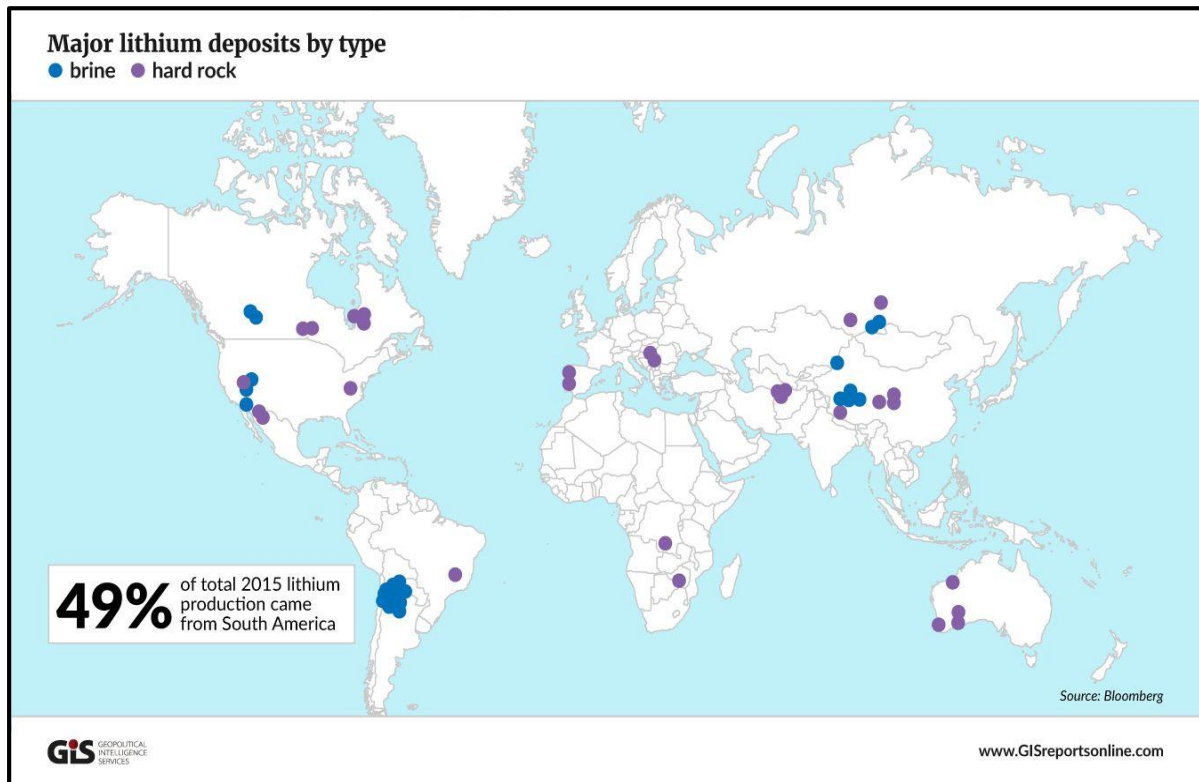 Major lithium deposits by type
brine hard rock
49%
of total 2015 lithium
production came
from South America
Source: Bloomberg
GIS
GEOPOLITICAL
INTELLIGENCE
SERVICES
www.GISreportsonline.com